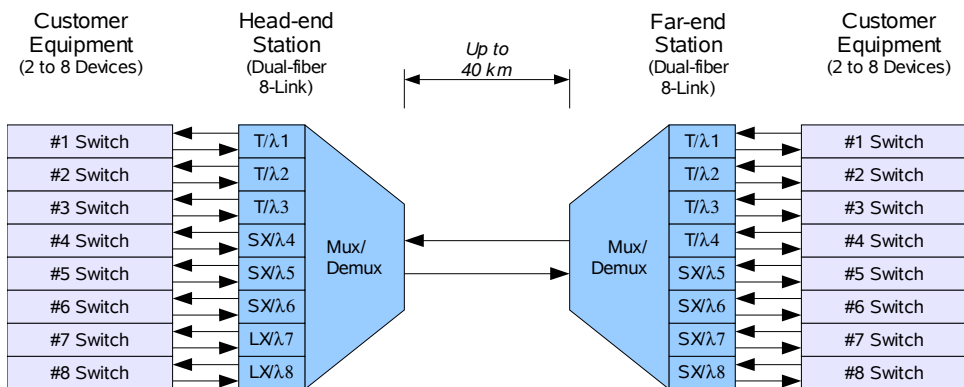 Customer
Equipment
(2 to 8 Devices)
Head-end
Station
(Dual-fiber
8-Link)
Up to
40 km
Far-end
Station
(Dual-fiber
8-Link)
Customer
Equipment
(2 to 8 Devices)
#1 Switch
#2 Switch
#3 Switch
#4 Switch
#5 Switch
#6 Switch
#7 Switch
#8 Switch
T/λ1
T/λ2
T/λ3
SX/λ4
SX/λ5
SX/λ6
LX/λ7
LX/λ8
Mux/
Demux
Mux/
Demux
T/λ1
T/λ2
T/λ3
T/λ4
SX/λ5
SX/λ6
SX/λ7
SX/λ8
#1 Switch
#2 Switch
#3 Switch
#4 Switch
#5 Switch
#6 Switch
#7 Switch
#8 Switch